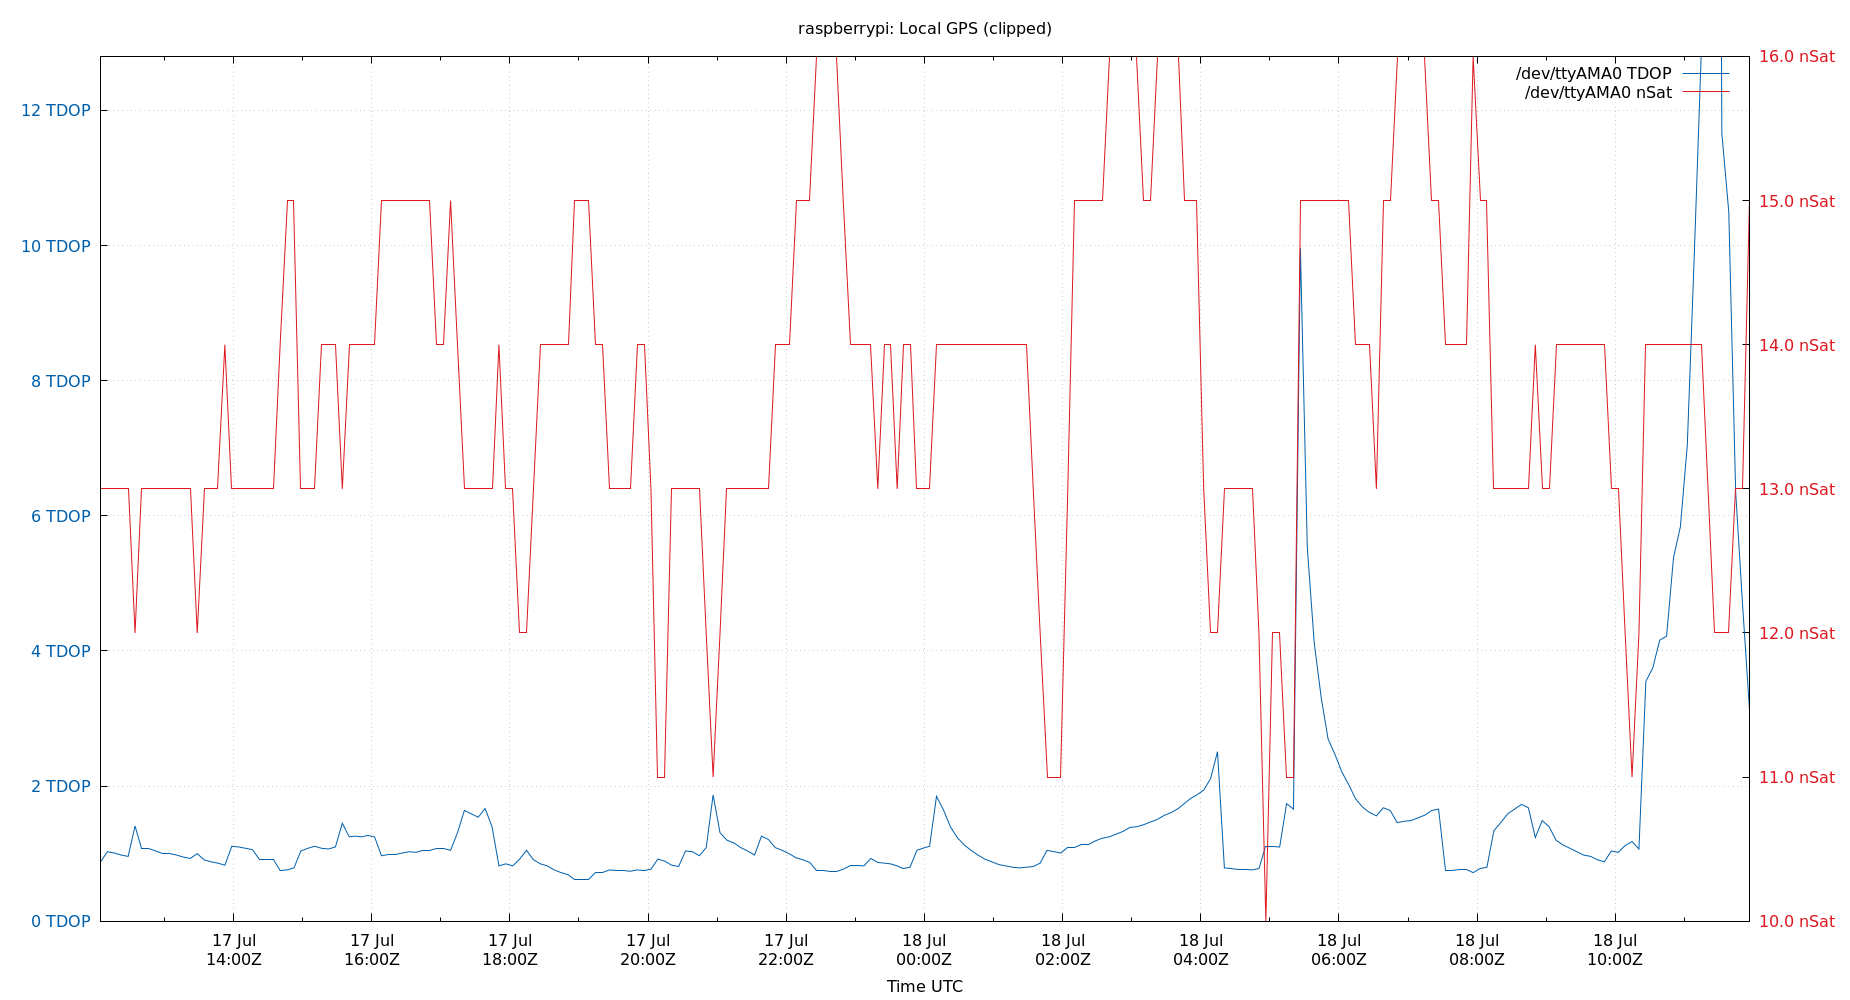 raspberrypi: Local GPS (clipped)
/dev/ttyAMA0 TDOP
/dev/ttyAMA0 nSat
12 TDOP
10 TDOP
8 TDOP
6 TDOP
4 TDOP
2 TDOP
0 TDOP
16.0 nSat
15.0 nSat
14.0 nSat
13.0 nSat
12.0 nSat
11.0 nSat
10.0 nSat
17 Jul
14:00Z
17 Jul
16:00Z
17 Jul
18:00Z
17 Jul
20:00Z
17 Jul
22:00Z
18 Jul
00:00Z
18 Jul
02:00Z
18 Jul
04:00Z
18 Jul
06:00Z
18 Jul
08:00Z
18 Jul
10:00Z
Time UTC